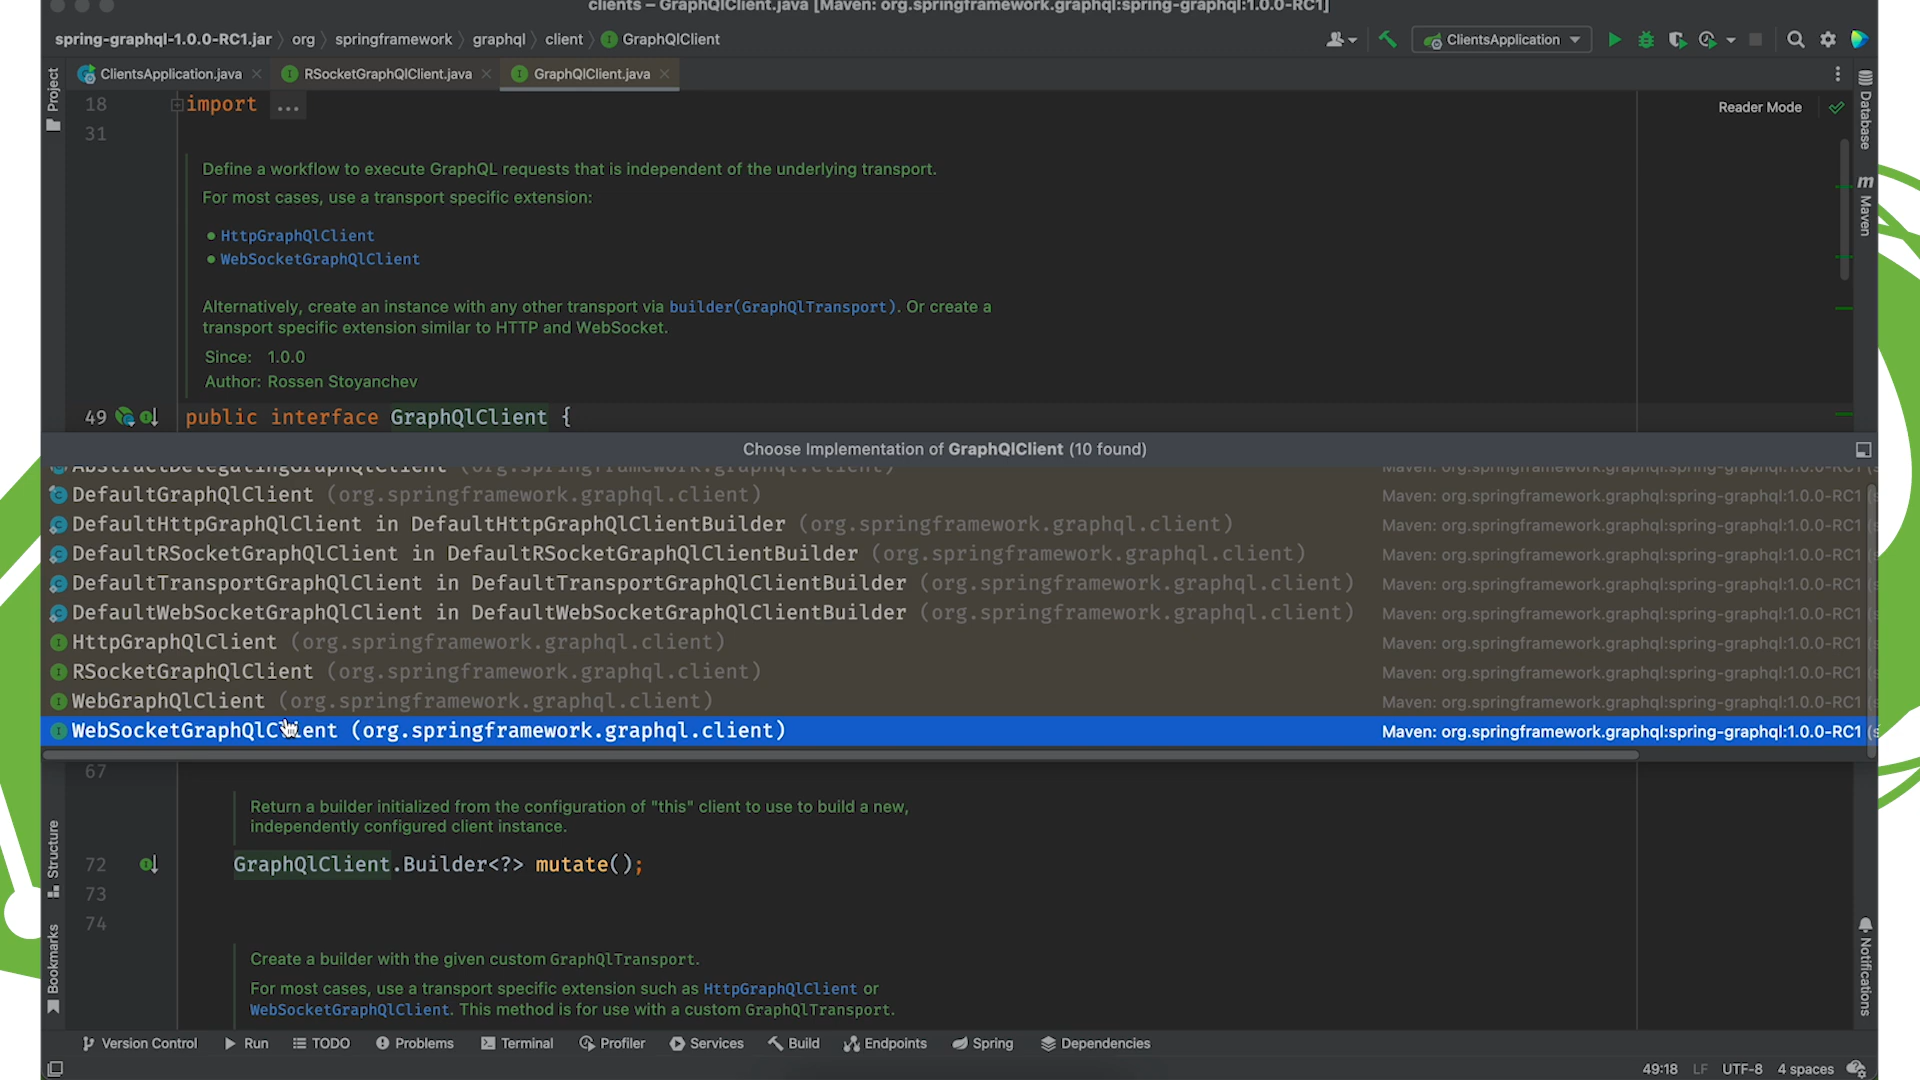 clients – GraphQlClient.java [Maven: org.springframework.graphql:spring-graphql:1.0.0-RC1]
spring-graphql-1.0.0-RC1.jar org springframework graphql client GraphQlClient
ClientsApplication
ClientsApplication.java RSocketGraphQlClient.java GraphQlClient.java
Project
Database
Maven
18 import ...
Reader Mode
31
Define a workflow to execute GraphQL requests that is independent of the underlying transport.
For most cases, use a transport specific extension:
• HttpGraphQlClient
• WebSocketGraphQlClient
Alternatively, create an instance with any other transport via builder(GraphQlTransport). Or create a
transport specific extension similar to HTTP and WebSocket.
Since: 1.0.0
Author: Rossen Stoyanchev
49 public interface GraphQlClient {
Choose Implementation of GraphQlClient (10 found)
AbstractDelegatingGraphQlClient (org.springframework.graphql.client) Maven: org.springframework.graphql:spring-graphql:1.0.0-RC1 (s
DefaultGraphQlClient (org.springframework.graphql.client) Maven: org.springframework.graphql:spring-graphql:1.0.0-RC1 (s
DefaultHttpGraphQlClient in DefaultHttpGraphQlClientBuilder (org.springframework.graphql.client) Maven: org.springframework.graphql:spring-graphql:1.0.0-RC1 (s
DefaultRSocketGraphQlClient in DefaultRSocketGraphQlClientBuilder (org.springframework.graphql.client) Maven: org.springframework.graphql:spring-graphql:1.0.0-RC1 (s
DefaultTransportGraphQlClient in DefaultTransportGraphQlClientBuilder (org.springframework.graphql.client) Maven: org.springframework.graphql:spring-graphql:1.0.0-RC1 (s
DefaultWebSocketGraphQlClient in DefaultWebSocketGraphQlClientBuilder (org.springframework.graphql.client) Maven: org.springframework.graphql:spring-graphql:1.0.0-RC1 (s
HttpGraphQlClient (org.springframework.graphql.client) Maven: org.springframework.graphql:spring-graphql:1.0.0-RC1 (s
RSocketGraphQlClient (org.springframework.graphql.client) Maven: org.springframework.graphql:spring-graphql:1.0.0-RC1 (s
WebGraphQlClient (org.springframework.graphql.client) Maven: org.springframework.graphql:spring-graphql:1.0.0-RC1 (s
WebSocketGraphQlClient (org.springframework.graphql.client) Maven: org.springframework.graphql:spring-graphql:1.0.0-RC1 (s
67
Return a builder initialized from the configuration of "this" client to use to build a new,
independently configured client instance.
72 GraphQlClient.Builder<?> mutate();
73
74
Create a builder with the given custom GraphQlTransport.
For most cases, use a transport specific extension such as HttpGraphQlClient or
WebSocketGraphQlClient. This method is for use with a custom GraphQlTransport.
Structure
Bookmarks
Notifications
Version Control Run TODO Problems Terminal Profiler Services Build Endpoints Spring Dependencies
49:18 LF UTF-8 4 spaces